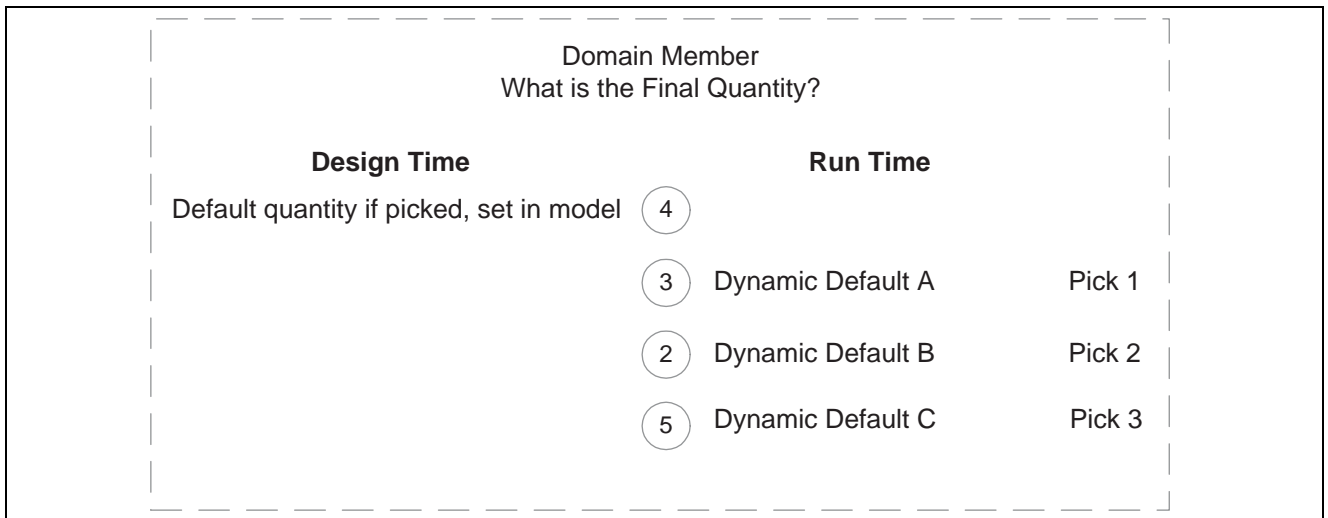 Domain Member
What is the Final Quantity?
Design Time Run Time
Default quantity if picked, set in model 4
3 Dynamic Default A Pick 1
2 Dynamic Default B Pick 2
5 Dynamic Default C Pick 3